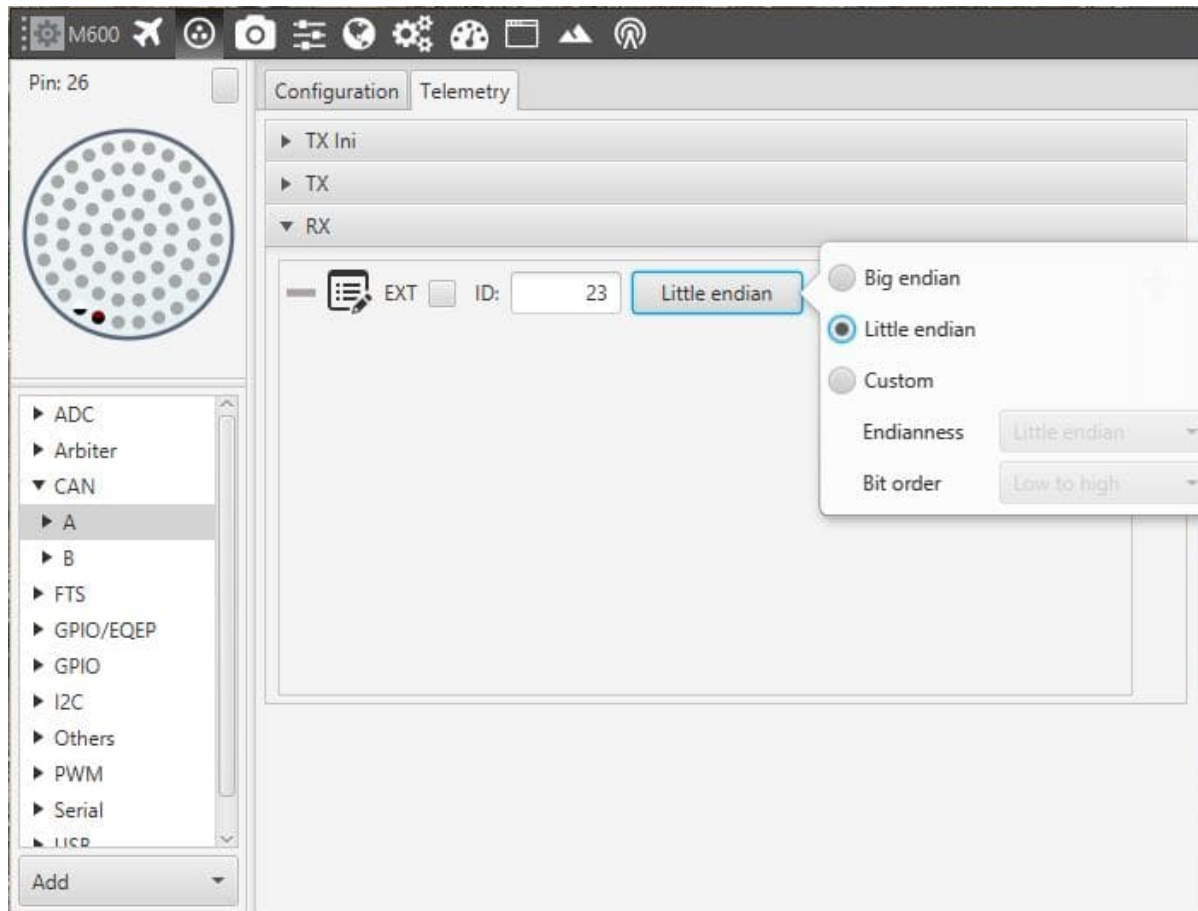 M600
Pin: 26
Configuration
Telemetry
TX Ini
TX
RX
EXT
ID:
23
Little endian
Big endian
Little endian
Custom
Endianness
Little endian
Bit order
Low to high
ADC
Arbiter
CAN
A
B
FTS
GPIO/EQEP
GPIO
I2C
Others
PWM
Serial
USB
Add